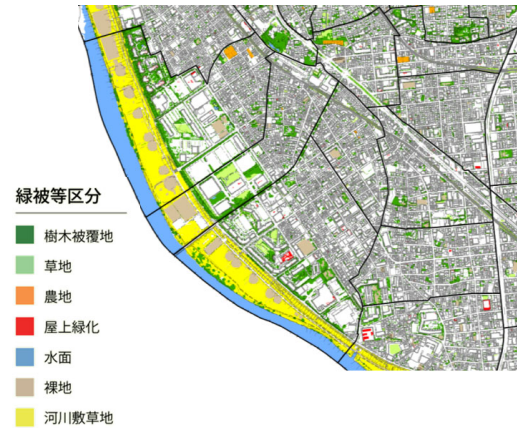 緑被等区分
樹木被覆地
草地
農地
屋上緑化
水面
裸地
河川敷草地